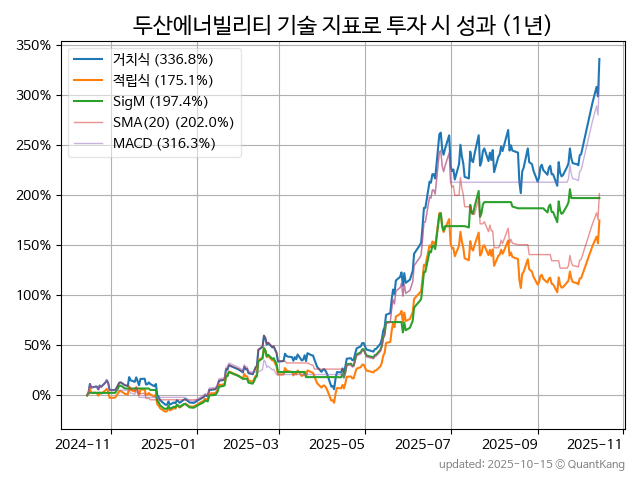 두산에너빌리티 기술 지표로 투자 시 성과 (1년)
350%
300%
250%
200%
150%
100%
50%
0%
거치식 (336.8%)
적립식 (175.1%)
SigM (197.4%)
SMA(20) (202.0%)
MACD (316.3%)
2024-11 2025-01 2025-03 2025-05 2025-07 2025-09 2025-11
updated: 2025-10-15 © QuantKang